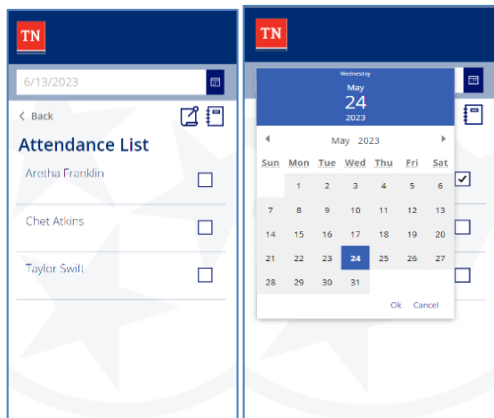 TN
6/13/2023
Back
Attendance List
Aretha Franklin
Chet Atkins
Taylor Swift
TN
Wednesday
May
24
2023
May 2023
Sun Mon Tue Wed Thu Fri Sat
1 2 3 4 5 6
7 8 9 10 11 12 13
14 15 16 17 18 19 20
21 22 23 24 25 26 27
28 29 30 31
Ok Cancel